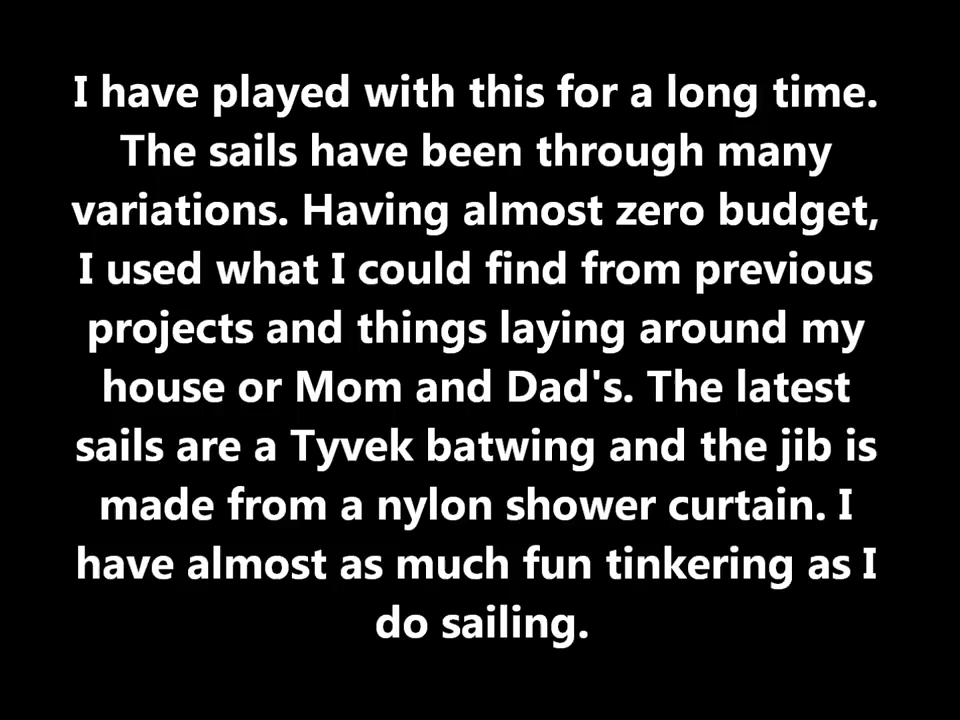 I have played with this for a long time.
The sails have been through many
variations. Having almost zero budget,
I used what I could find from previous
projects and things laying around my
house or Mom and Dad's. The latest
sails are a Tyvek batwing and the jib is
made from a nylon shower curtain. I
have almost as much fun tinkering as I
do sailing.